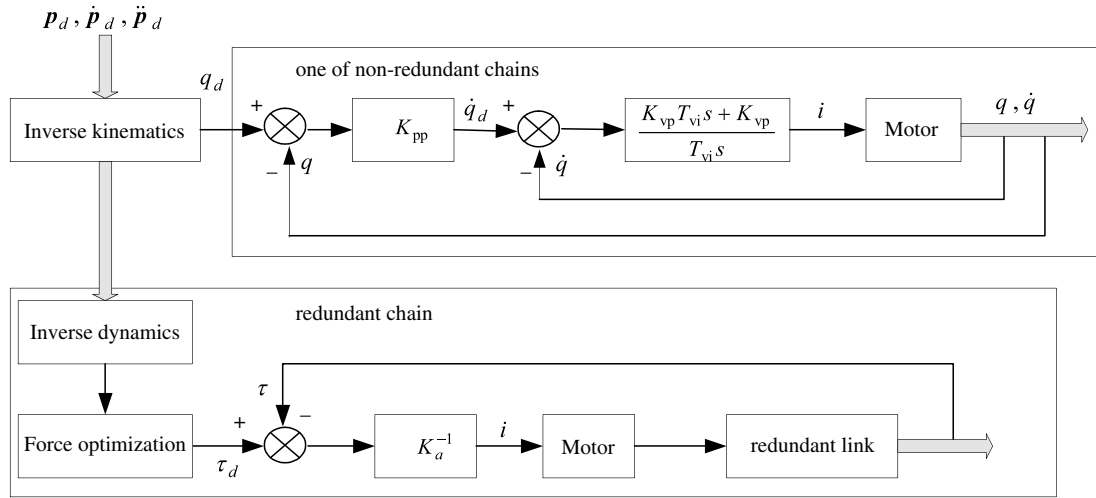 p_d , ṗ_d , p̈_d
one of non-redundant chains
q_d
+
Inverse kinematics
K_pp
q̇_d
+
K_vp T_vi s + K_vp
T_vi s
i
Motor
q , q̇
−
q
−
q̇
redundant chain
Inverse dynamics
τ
−
+
Force optimization
τ_d
K_a^{-1}
i
Motor
redundant link